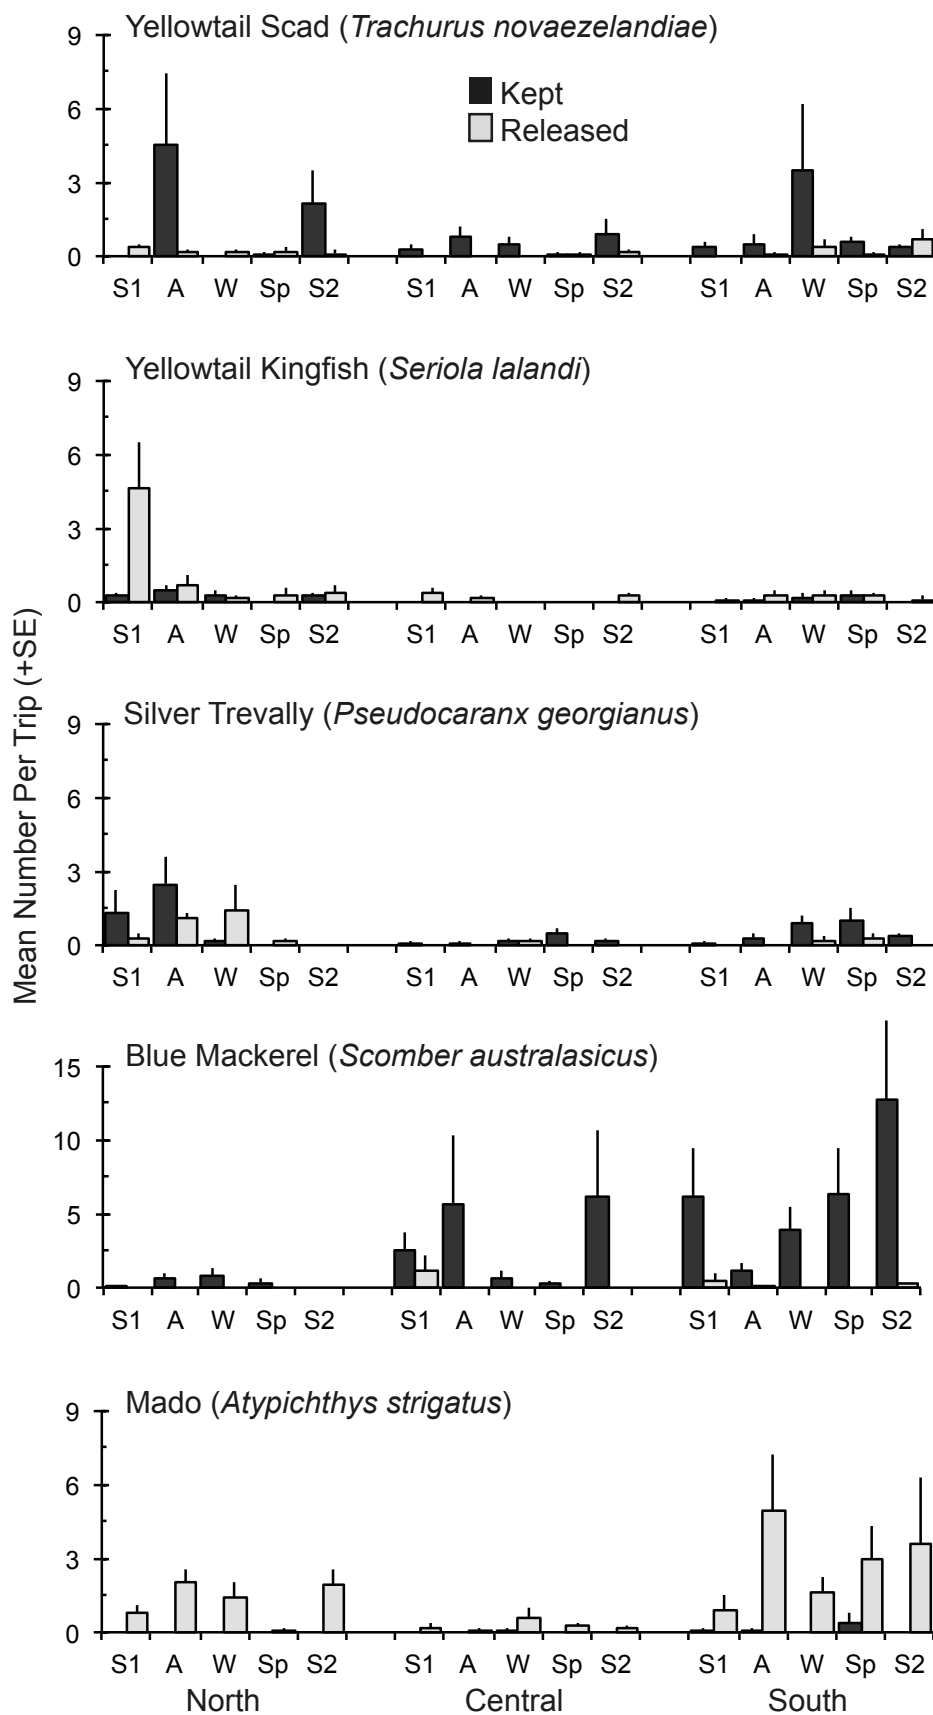 Yellowtail Scad (Trachurus novaezelandiae)
Kept
Released
9
6
3
0
S1 A W Sp S2 S1 A W Sp S2 S1 A W Sp S2
Yellowtail Kingfish (Seriola lalandi)
9
6
3
0
S1 A W Sp S2 S1 A W Sp S2 S1 A W Sp S2
Mean Number Per Trip (+SE)
Silver Trevally (Pseudocaranx georgianus)
9
6
3
0
S1 A W Sp S2 S1 A W Sp S2 S1 A W Sp S2
Blue Mackerel (Scomber australasicus)
15
10
5
0
S1 A W Sp S2 S1 A W Sp S2 S1 A W Sp S2
Mado (Atypichthys strigatus)
9
6
3
0
S1 A W Sp S2 S1 A W Sp S2 S1 A W Sp S2
North Central South